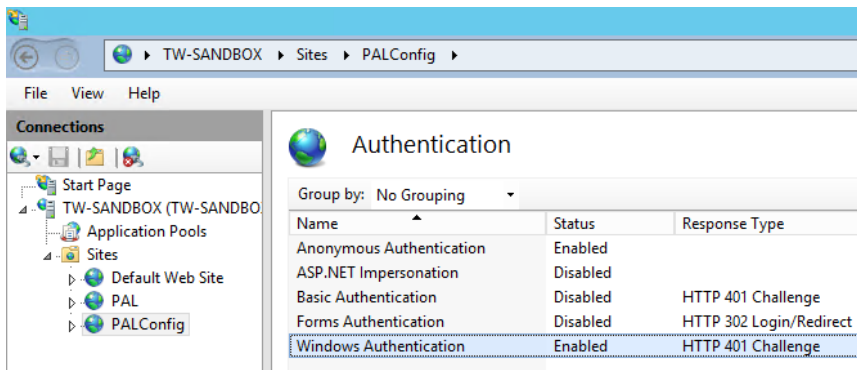 TW-SANDBOX Sites PALConfig
File View Help
Connections
Start Page
TW-SANDBOX (TW-SANDBO
Application Pools
Sites
Default Web Site
PAL
PALConfig
Authentication
Group by: No Grouping
Name Status Response Type
Anonymous Authentication Enabled
ASP.NET Impersonation Disabled
Basic Authentication Disabled HTTP 401 Challenge
Forms Authentication Disabled HTTP 302 Login/Redirect
Windows Authentication Enabled HTTP 401 Challenge